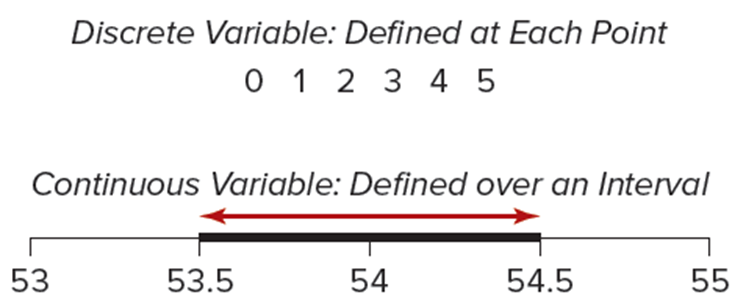 Discrete Variable: Defined at Each Point
0 1 2 3 4 5
Continuous Variable: Defined over an Interval
53 53.5 54 54.5 55